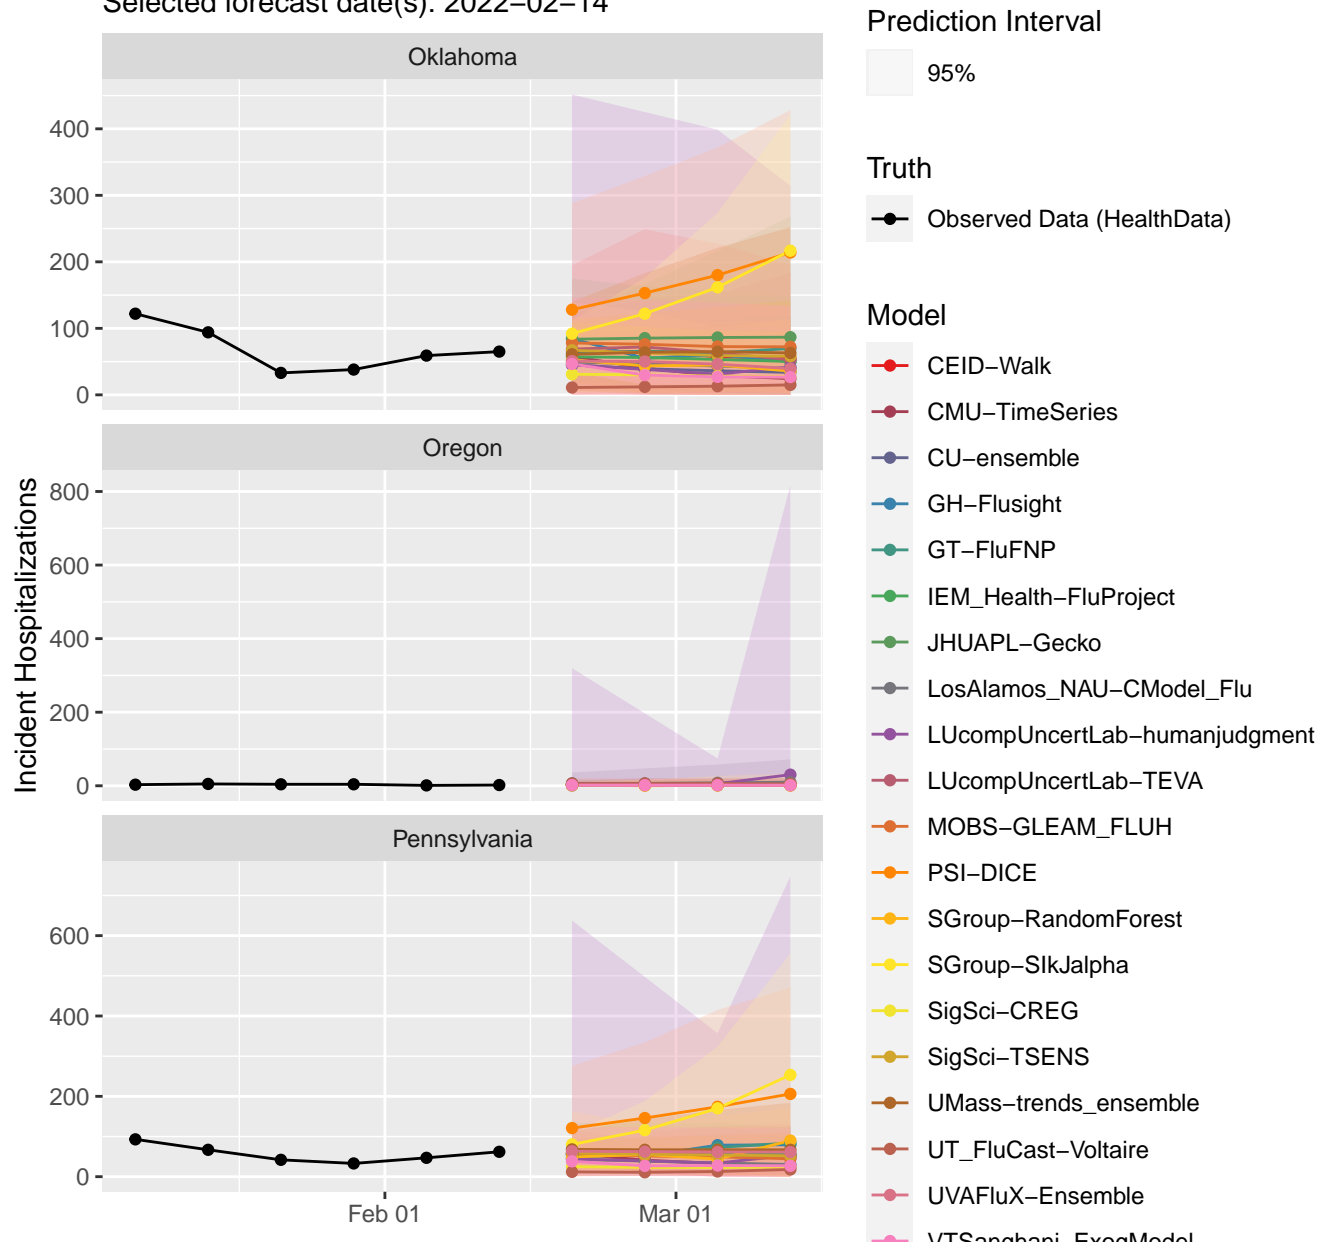 Selected forecast date(s): 2022−02−14
Oklahoma
400
300
200
100
0
Oregon
800
600
400
200
0
Pennsylvania
600
400
200
0
Feb 01
Mar 01
Incident Hospitalizations
Prediction Interval
95%
Truth
Observed Data (HealthData)
Model
CEID−Walk
CMU−TimeSeries
CU−ensemble
GH−Flusight
GT−FluFNP
IEM_Health−FluProject
JHUAPL−Gecko
LosAlamos_NAU−CModel_Flu
LUcompUncertLab−humanjudgment
LUcompUncertLab−TEVA
MOBS−GLEAM_FLUH
PSI−DICE
SGroup−RandomForest
SGroup−SIkJalpha
SigSci−CREG
SigSci−TSENS
UMass−trends_ensemble
UT_FluCast−Voltaire
UVAFluX−Ensemble
VTSanghani−ExogModel